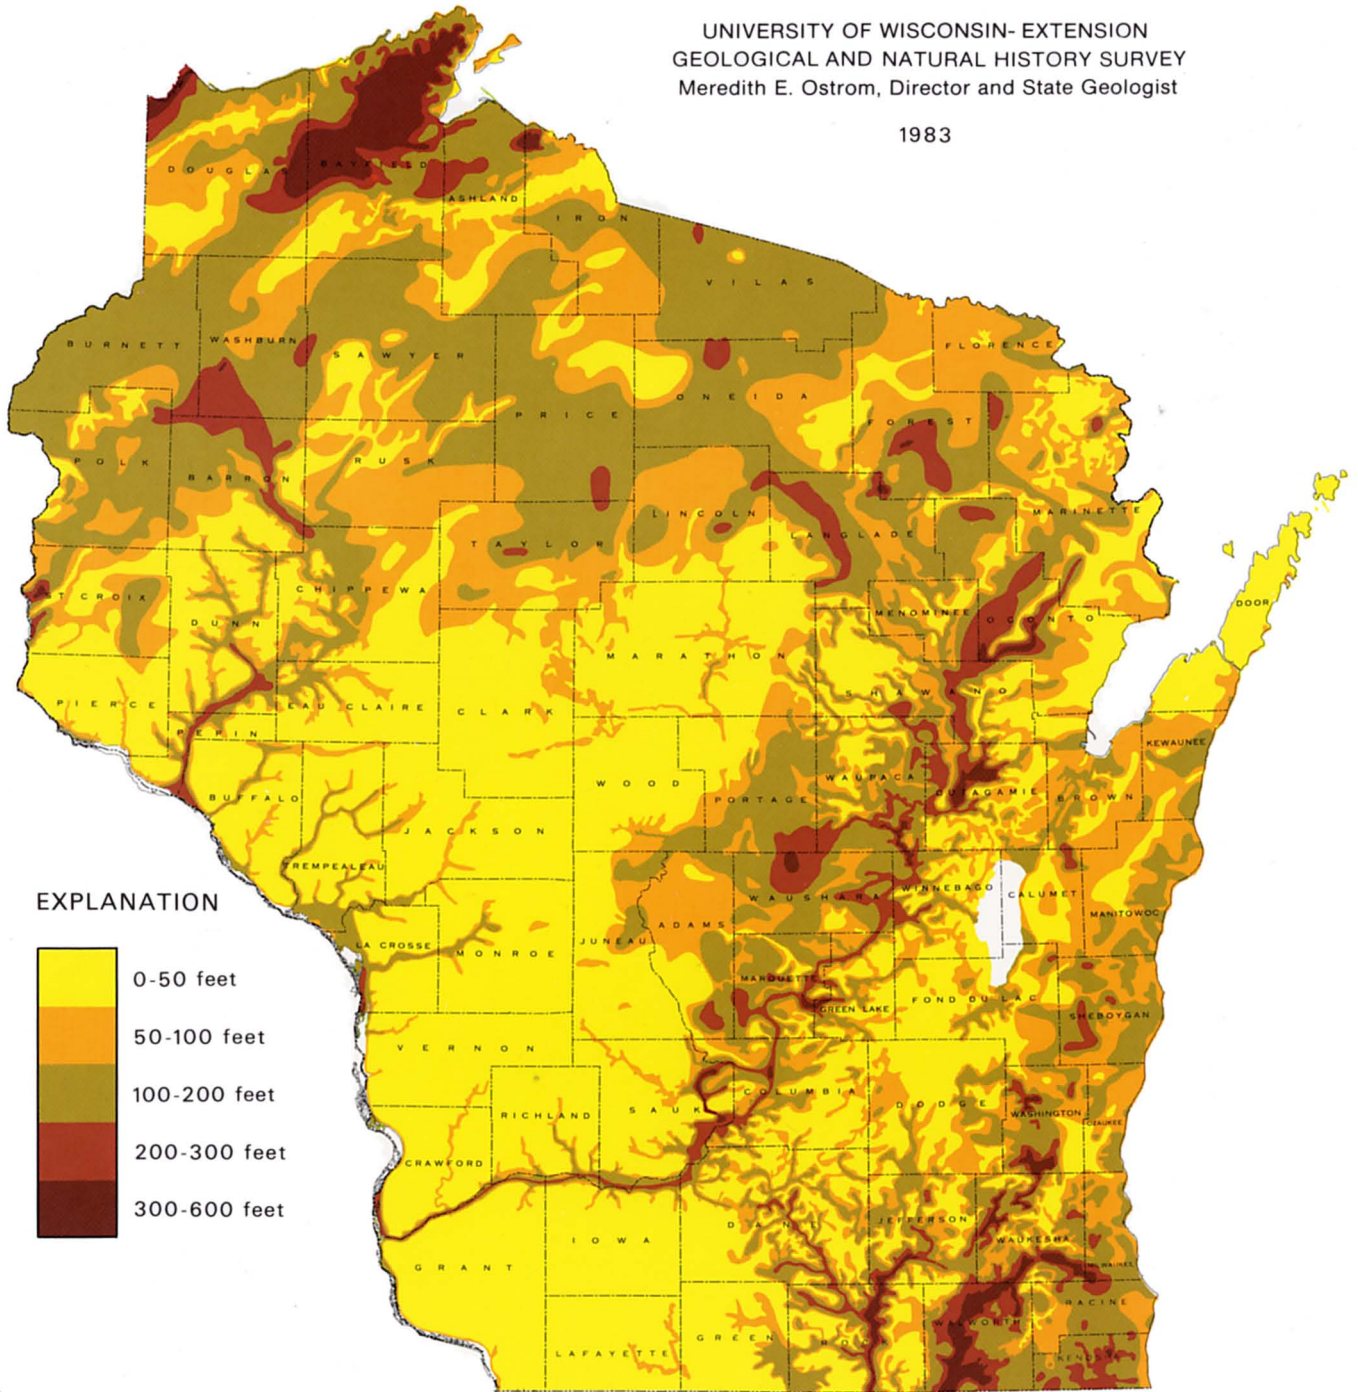 UNIVERSITY OF WISCONSIN-EXTENSION
GEOLOGICAL AND NATURAL HISTORY SURVEY
Meredith E. Ostrom, Director and State Geologist
1983
DOUGLAS
BAYFIELD
ASHLAND
IRON
VILAS
BURNETT
WASHBURN
SAWYER
FLORENCE
PRICE
ONEIDA
FOREST
POLK
BARRON
RUSK
LINCOLN
MARINETTE
TAYLOR
LANGLADE
ST CROIX
CHIPPEWA
DOOR
DUNN
MENOMINEE
OCONTO
MARATHON
SHAWANO
PIERCE
EAU CLAIRE
CLARK
PEPIN
KEWAUNEE
WOOD
WAUPACA
BUFFALO
PORTAGE
OUTAGAMIE
BROWN
JACKSON
TREMPEALEAU
WINNEBAGO
CALUMET
WAUSHARA
MANITOWOC
ADAMS
LA CROSSE
MONROE
JUNEAU
MARQUETTE
GREEN LAKE
FOND DU LAC
SHEBOYGAN
VERNON
COLUMBIA
DODGE
RICHLAND
SAUK
WASHINGTON
OZAUKEE
CRAWFORD
DANE
JEFFERSON
WAUKESHA
IOWA
GRANT
MILWAUKEE
RACINE
WALWORTH
GREEN
ROCK
LAFAYETTE
KENOSHA
EXPLANATION
0-50 feet
50-100 feet
100-200 feet
200-300 feet
300-600 feet